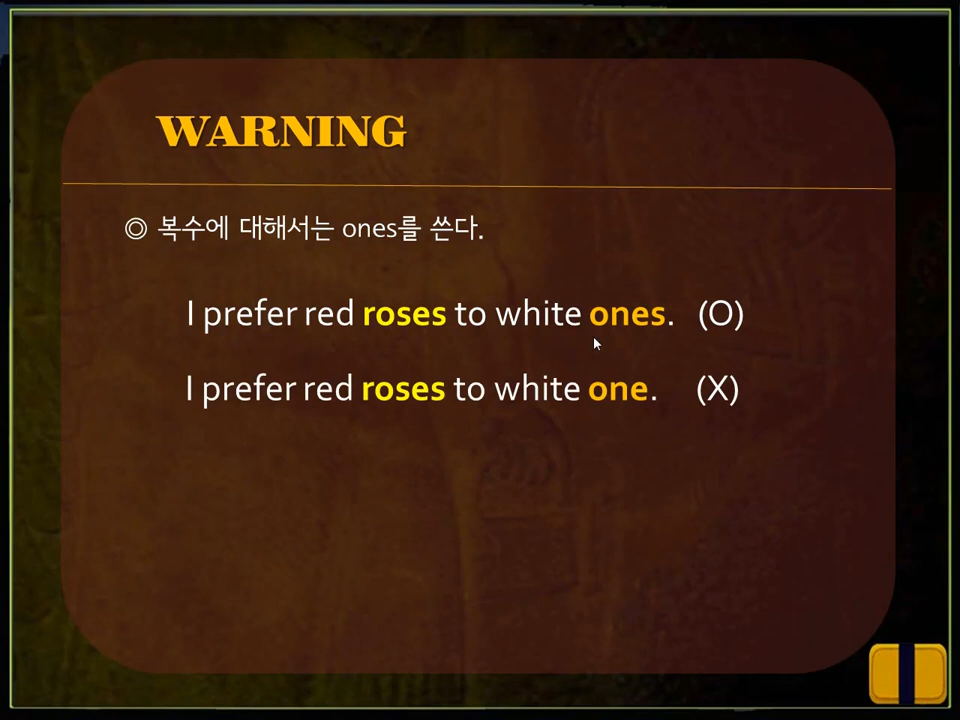 WARNING
◎ 복수에 대해서는 ones를 쓴다.
I prefer red roses to white ones. (O)
I prefer red roses to white one. (X)